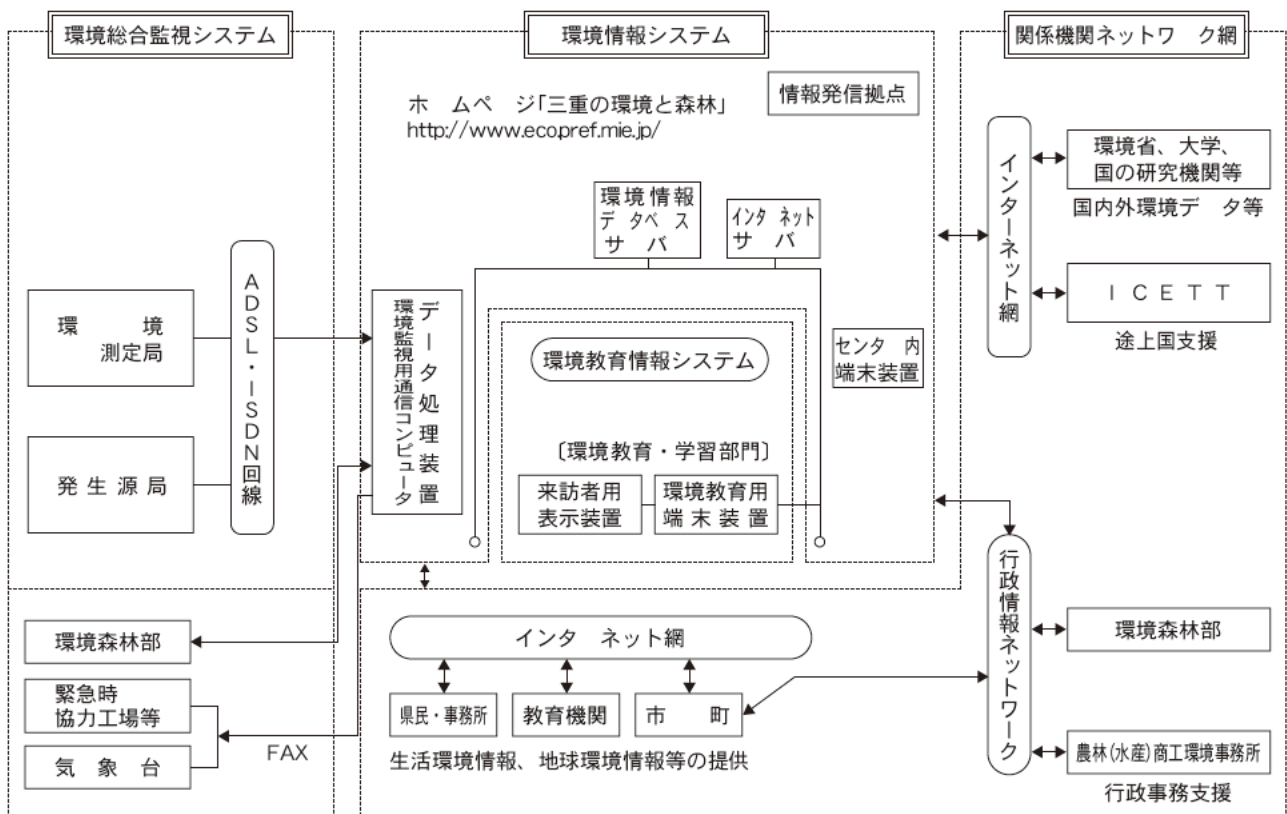 環境総合監視システム
環境情報システム
関係機関ネットワ ク網
情報発信拠点
ホ ムペ ジ「三重の環境と森林」
http://www.eco.pref.mie.jp/
環境情報
デ タベ ス
サ バ
インタ ネット
サ バ
環 境
測定局
発 生 源 局
ADSL・ISDN回線
データ処理装置
環境監視用通信コンピュータ
環境教育情報システム
〔環境教育・学習部門〕
来訪者用
表示装置
環境教育用
端 末 装 置
センタ 内
端末装置
インターネット網
環境省、大学、
国の研究機関等
国内外環境デ タ等
I C E T T
途上国支援
環境森林部
緊急時
協力工場等
気 象 台
FAX
インタ ネット網
県民・事務所
教育機関
市 町
生活環境情報、地球環境情報等の提供
行政情報ネットワーク
環境森林部
農林(水産)商工環境事務所
行政事務支援